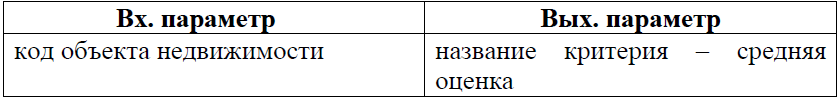 Вх. параметр Вых. параметр
код объекта недвижимости название критерия – средняя
оценка